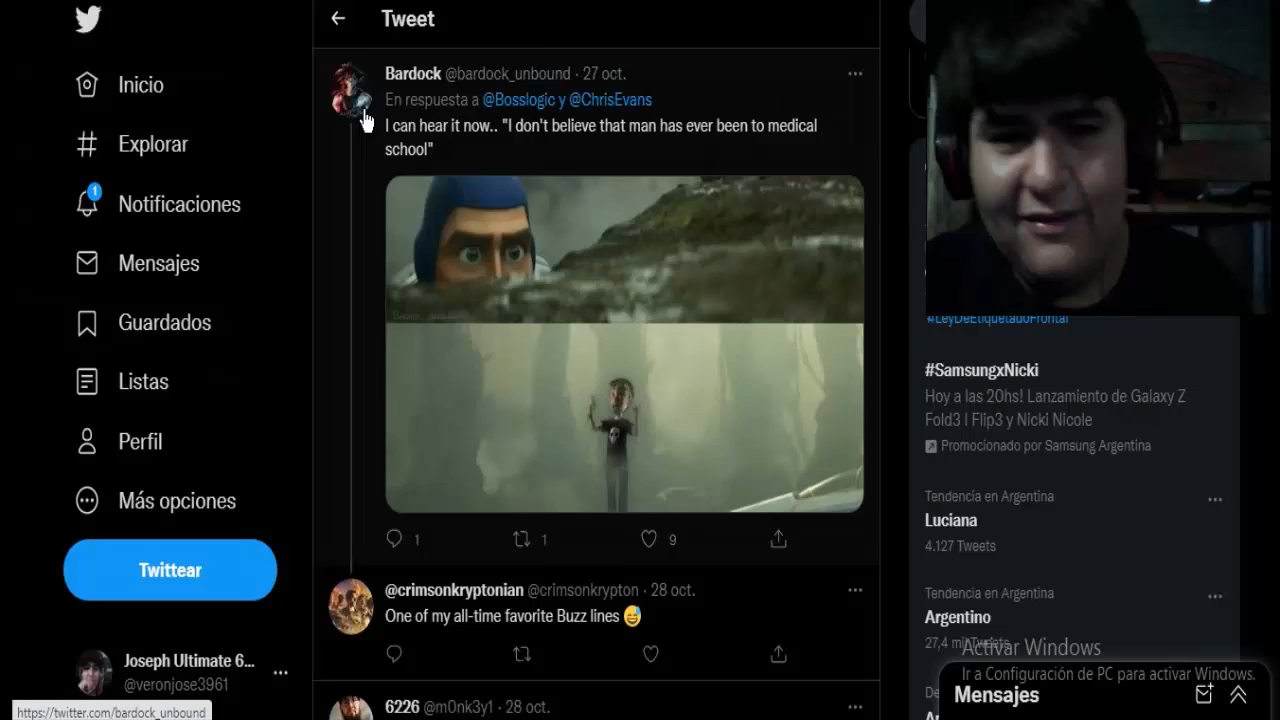 Tweet
Inicio
Explorar
1
Notificaciones
Mensajes
Guardados
Listas
Perfil
Más opciones
Twittear
Joseph Ultimate 6...
@veronjose3961
https://twitter.com/bardock_unbound
Bardock @bardock_unbound · 27 oct.
En respuesta a @Bosslogic y @ChrisEvans
I can hear it now.. "I don't believe that man has ever been to medical
school"
1 1 9
@crimsonkryptonian @crimsonkrypton · 28 oct.
One of my all-time favorite Buzz lines 😅
6226 @m0nk3y1 · 28 oct.
#LeyDeEtiquetadoFrontal
#SamsungxNicki
Hoy a las 20hs! Lanzamiento de Galaxy Z
Fold3 | Flip3 y Nicki Nicole
Promocionado por Samsung Argentina
Tendencia en Argentina
Luciana
4.127 Tweets
Tendencia en Argentina
Argentino
27,4 mil Tweets
Activar Windows
Ir a Configuración de PC para activar Windows.
Mensajes